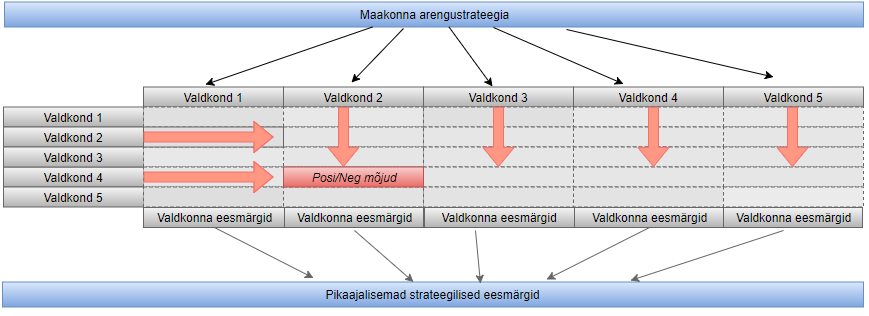 Maakonna arengustrateegia
Valdkond 1 Valdkond 2 Valdkond 3 Valdkond 4 Valdkond 5
Valdkond 1
Valdkond 2
Valdkond 3
Valdkond 4 Posi/Neg mõjud
Valdkond 5
Valdkonna eesmärgid Valdkonna eesmärgid Valdkonna eesmärgid Valdkonna eesmärgid Valdkonna eesmärgid
Pikaajalisemad strateegilised eesmärgid